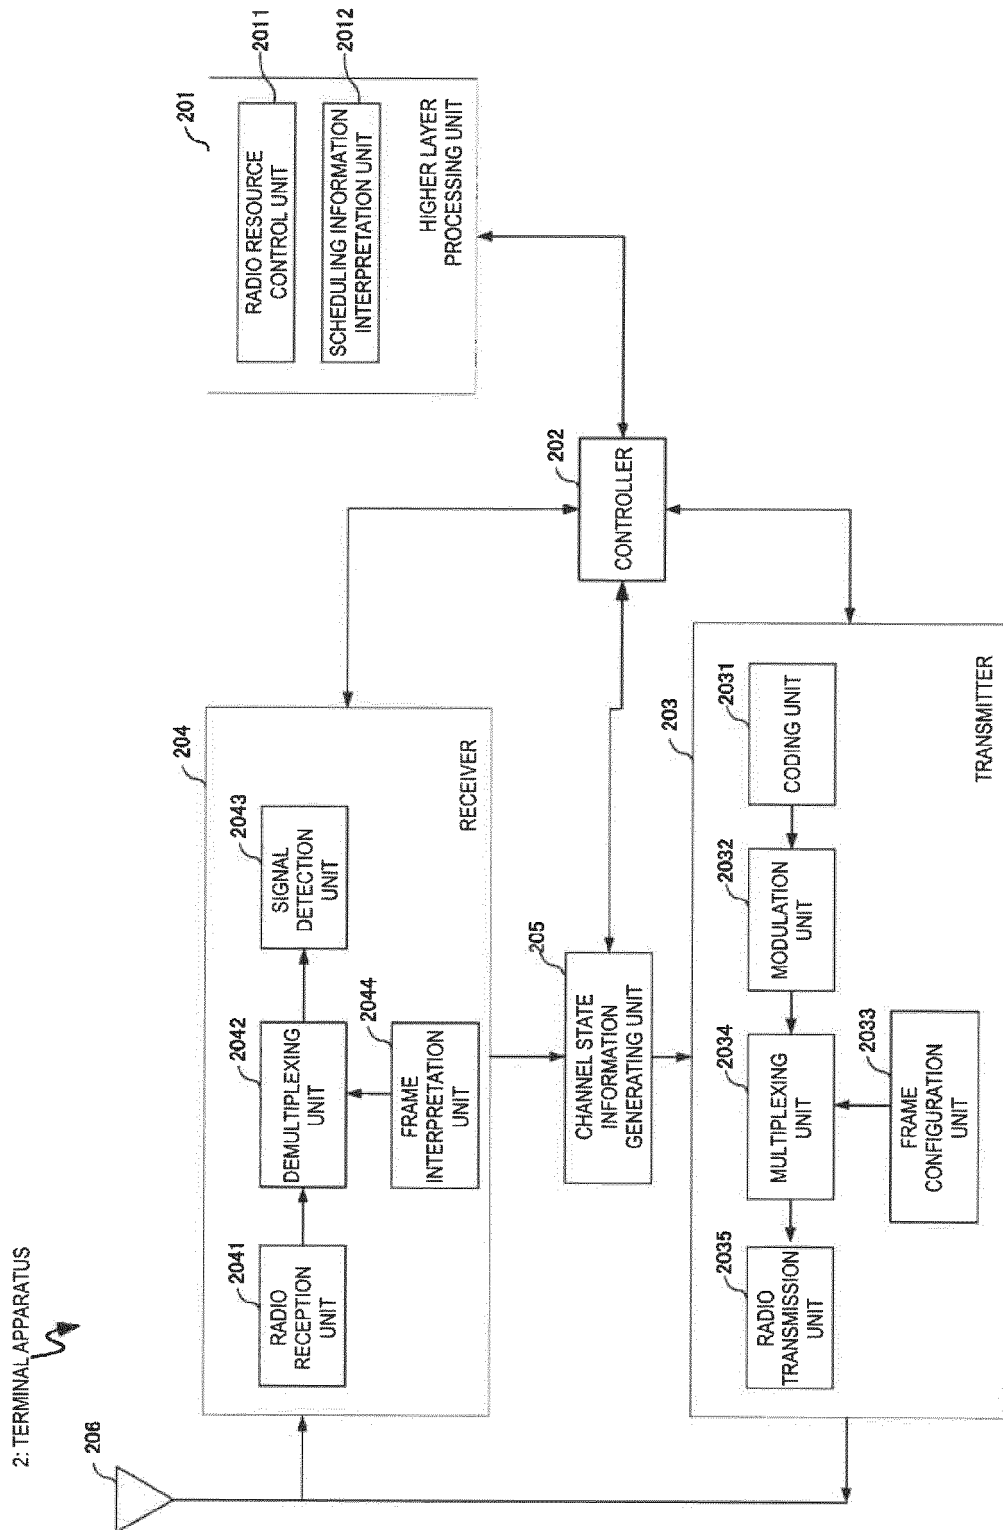 2: TERMINAL APPARATUS
206
201
2011
RADIO RESOURCE
CONTROL UNIT
2012
SCHEDULING INFORMATION
INTERPRETATION UNIT
HIGHER LAYER
PROCESSING UNIT
202
CONTROLLER
204
2041
RADIO
RECEPTION
UNIT
2042
DEMULTIPLEXING
UNIT
2043
SIGNAL
DETECTION
UNIT
2044
FRAME
INTERPRETATION
UNIT
RECEIVER
205
CHANNEL STATE
INFORMATION
GENERATING UNIT
203
2035
RADIO
TRANSMISSION
UNIT
2034
MULTIPLEXING
UNIT
2032
MODULATION
UNIT
2031
CODING UNIT
2033
FRAME
CONFIGURATION
UNIT
TRANSMITTER